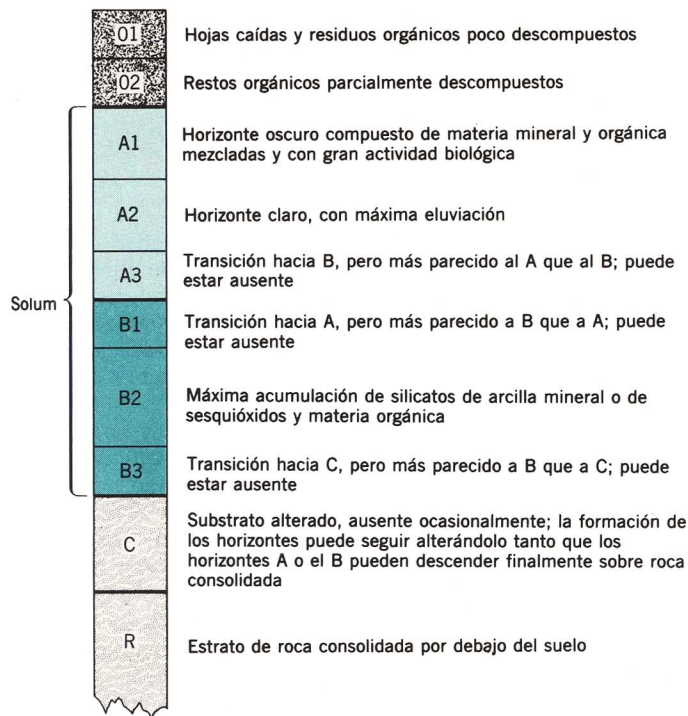 01
Hojas caídas y residuos orgánicos poco descompuestos
02
Restos orgánicos parcialmente descompuestos
A1
Horizonte oscuro compuesto de materia mineral y orgánica
mezcladas y con gran actividad biológica
A2
Horizonte claro, con máxima eluviación
A3
Transición hacia B, pero más parecido al A que al B; puede
estar ausente
Solum
B1
Transición hacia A, pero más parecido a B que a A; puede
estar ausente
B2
Máxima acumulación de silicatos de arcilla mineral o de
sesquióxidos y materia orgánica
B3
Transición hacia C, pero más parecido a B que a C; puede
estar ausente
C
Substrato alterado, ausente ocasionalmente; la formación de
los horizontes puede seguir alterándolo tanto que los
horizontes A o el B pueden descender finalmente sobre roca
consolidada
R
Estrato de roca consolidada por debajo del suelo